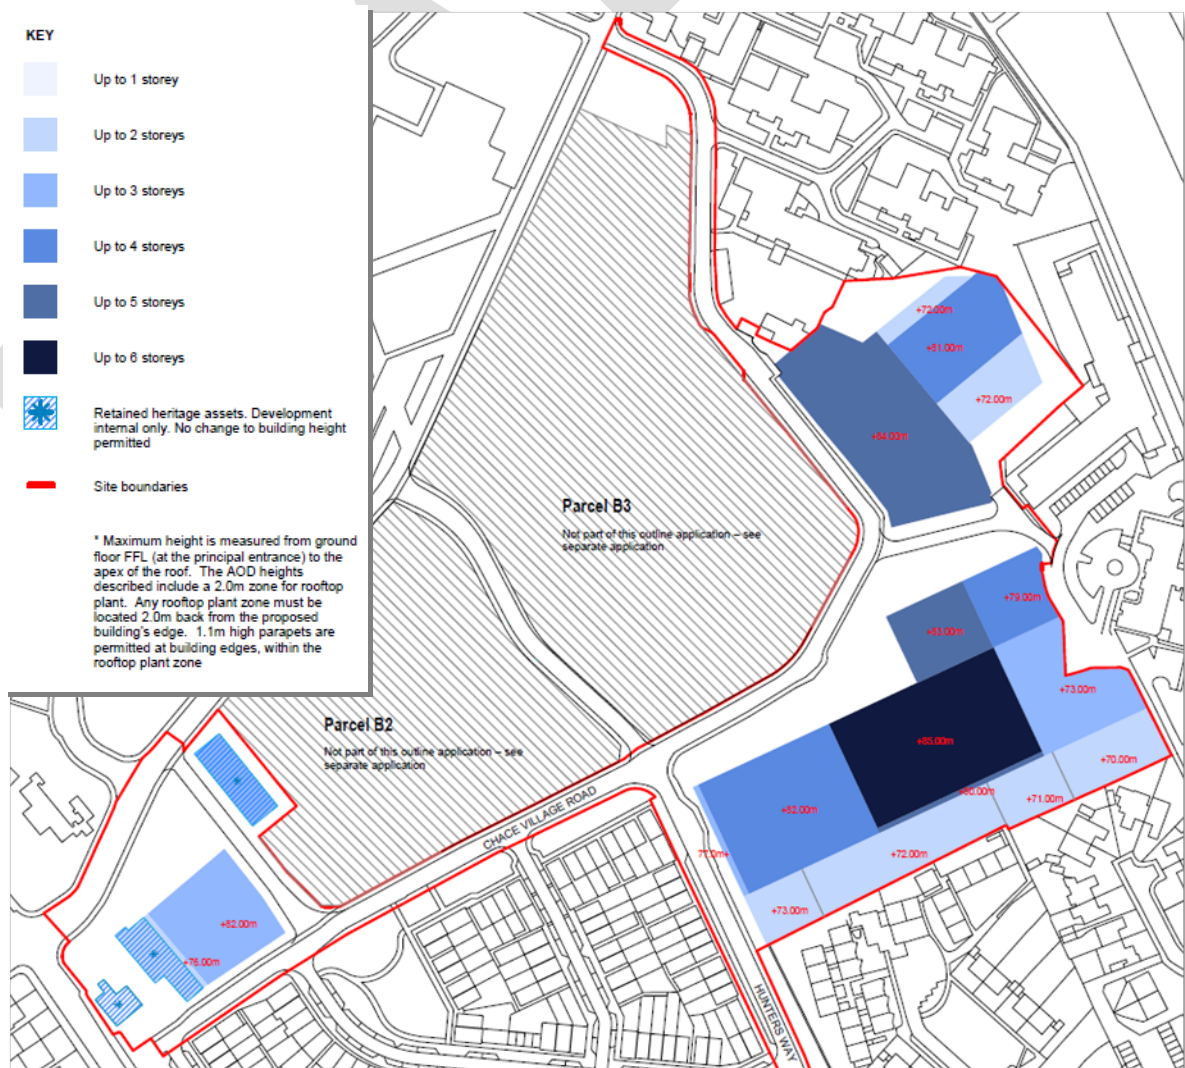 KEY
Up to 1 storey
Up to 2 storeys
Up to 3 storeys
Up to 4 storeys
Up to 5 storeys
Up to 6 storeys
Retained heritage assets. Development
internal only. No change to building height
permitted
Site boundaries
* Maximum height is measured from ground
floor FFL (at the principal entrance) to the
apex of the roof. The AOD heights
described include a 2.0m zone for rooftop
plant. Any rooftop plant zone must be
located 2.0m back from the proposed
building's edge. 1.1m high parapets are
permitted at building edges, within the
rooftop plant zone
+72.00m
+81.00m
+72.00m
+84.00m
Parcel B3
Not part of this outline application – see
separate application
+79.00m
+83.00m
+73.00m
+85.00m
+70.00m
+80.00m
+71.00m
+82.00m
+72.00m
+73.00m
Parcel B2
Not part of this outline application – see
separate application
CHACE VILLAGE ROAD
+82.00m
+76.00m
HUNTERS WAY